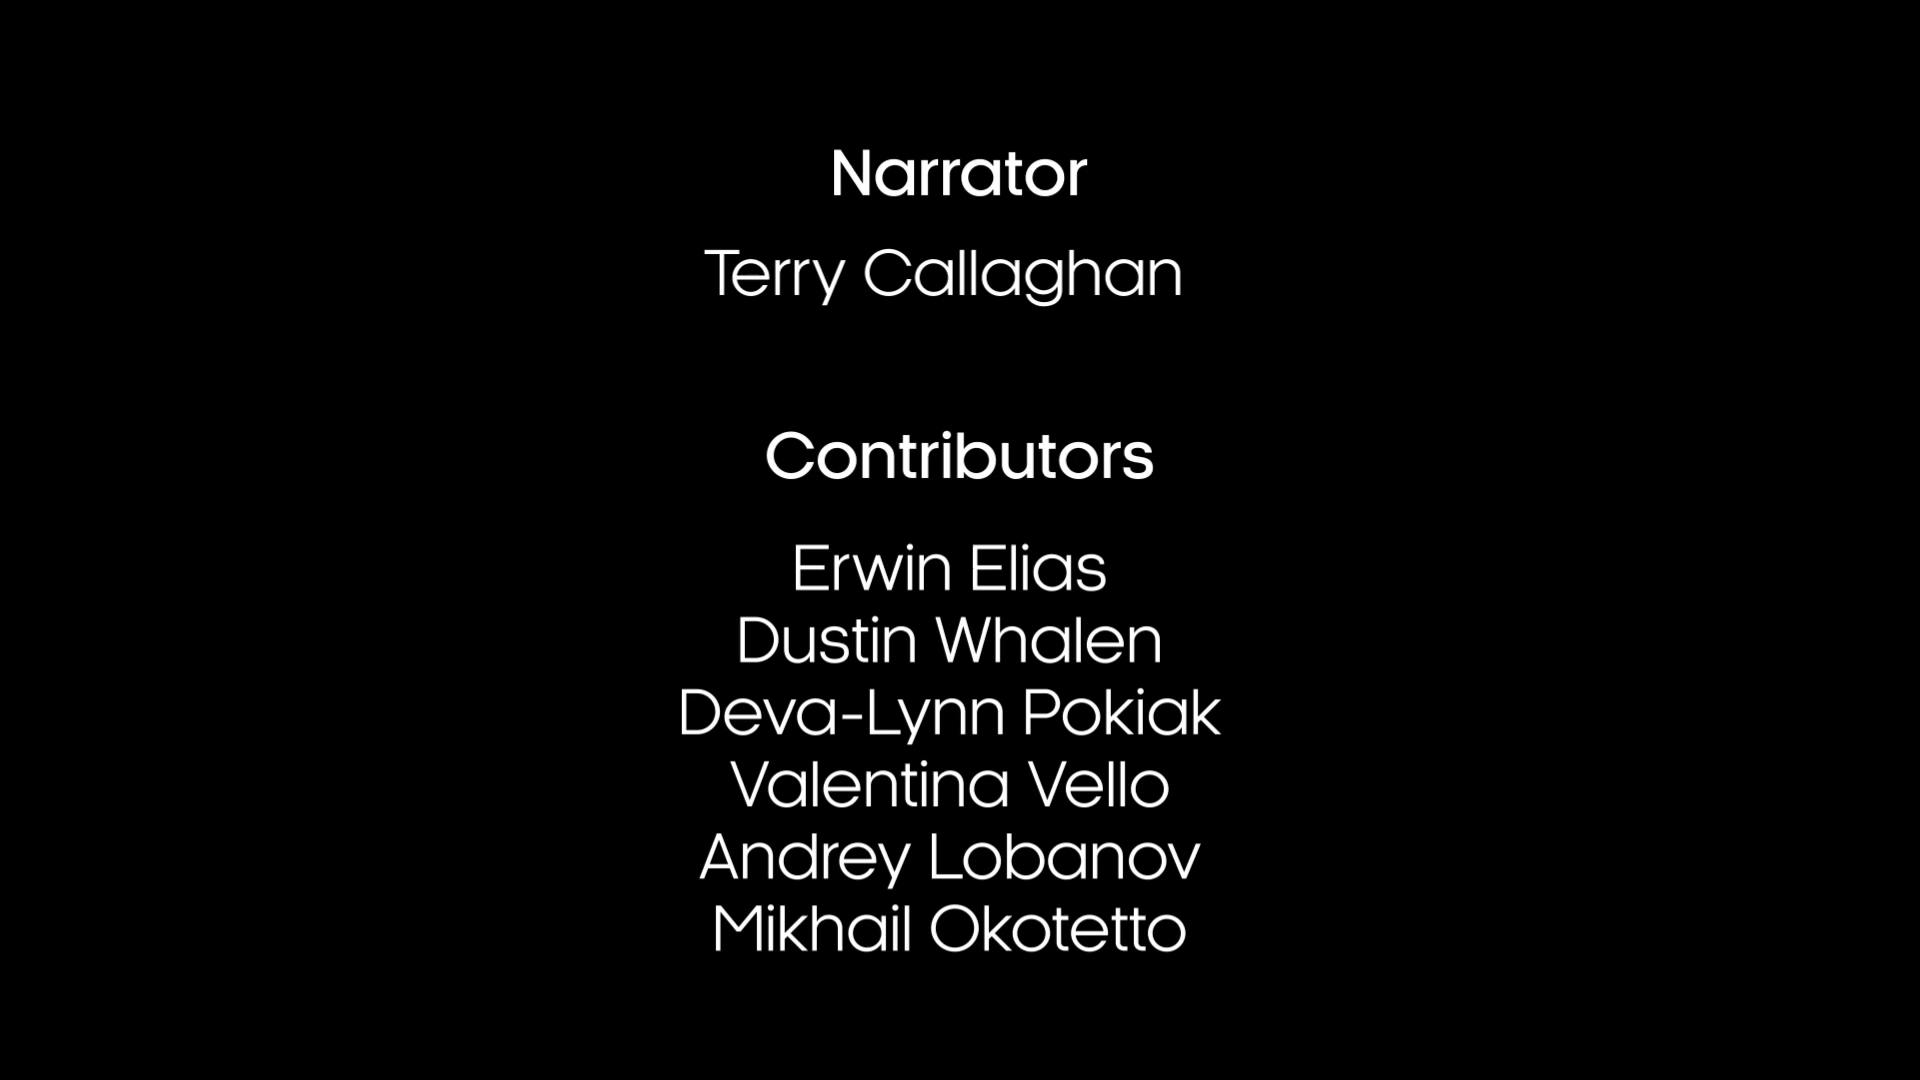 Narrator
Terry Callaghan
Contributors
Erwin Elias
Dustin Whalen
Deva-Lynn Pokiak
Valentina Vello
Andrey Lobanov
Mikhail Okotetto